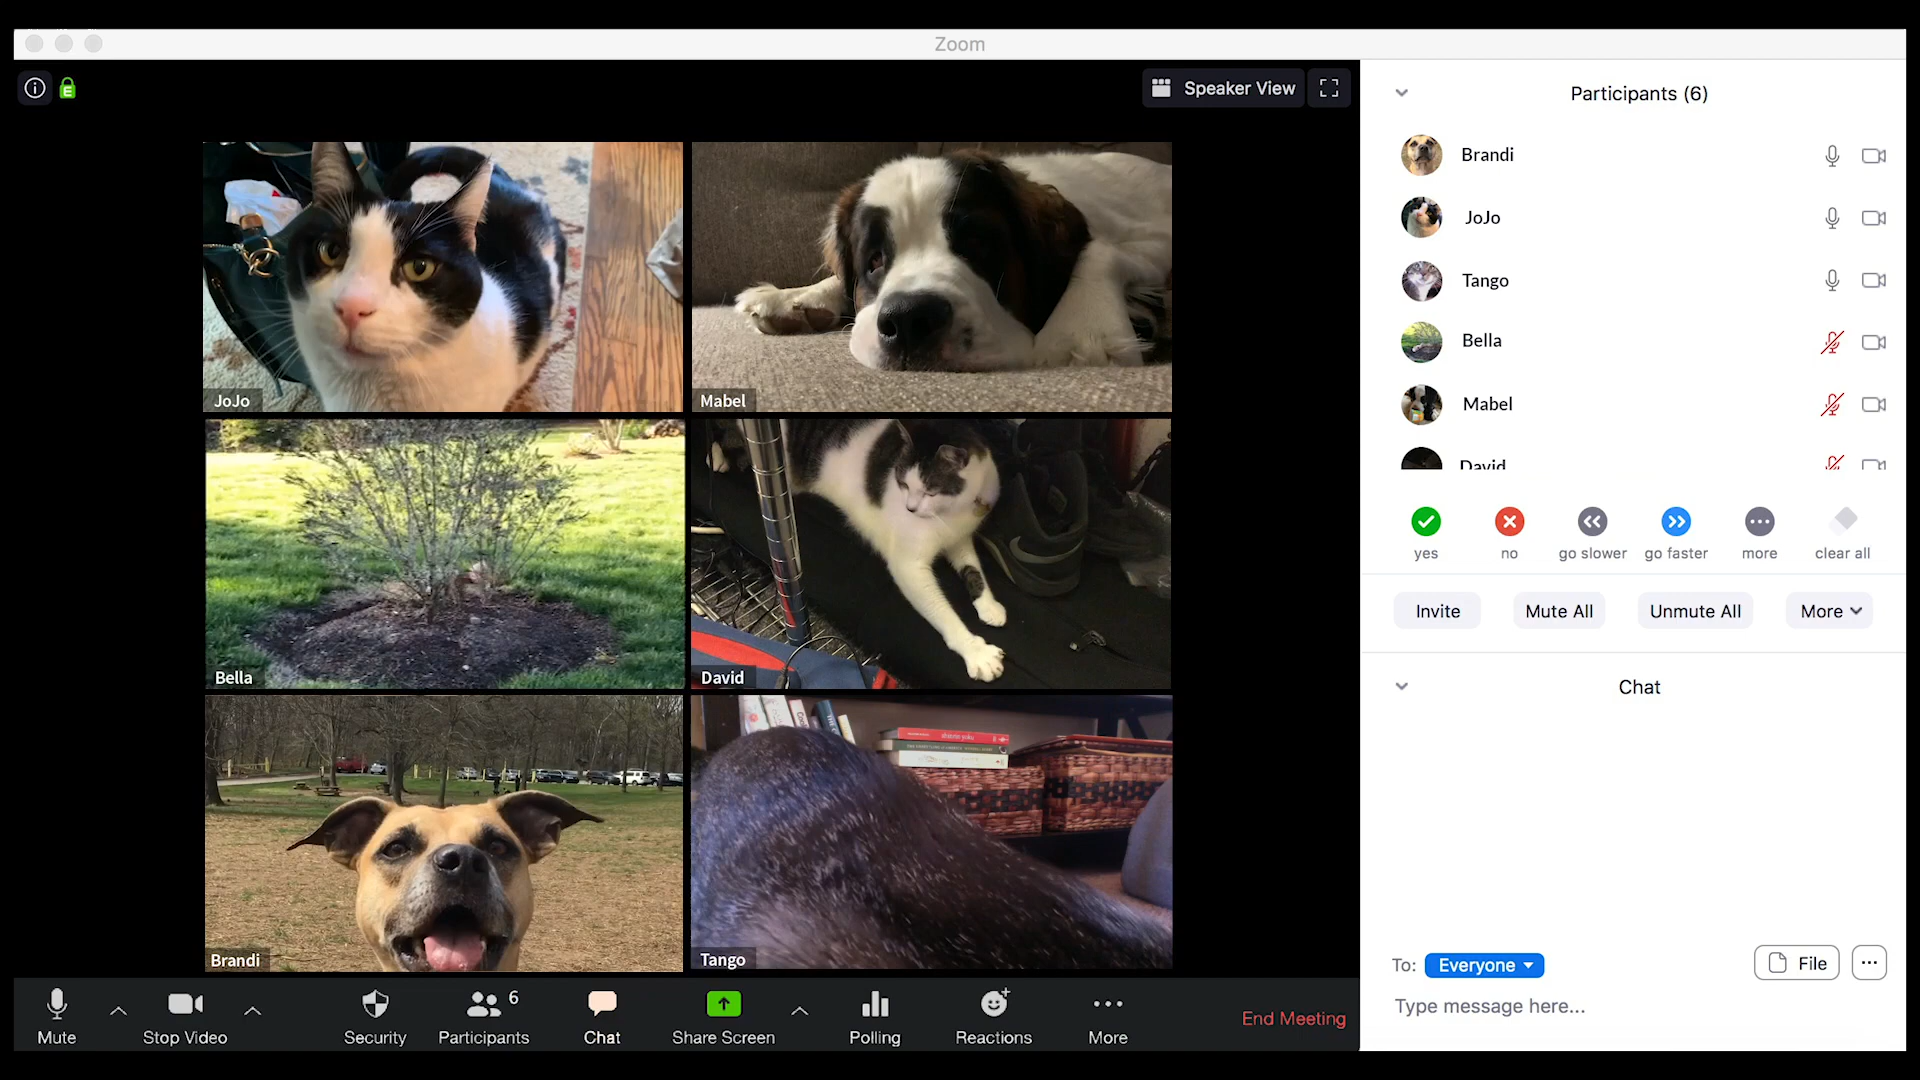 Zoom
Speaker View
Participants (6)
Brandi
JoJo
Tango
Bella
Mabel
David
yes
no
go slower
go faster
more
clear all
Invite
Mute All
Unmute All
More
Chat
To: Everyone
File
Type message here...
JoJo
Mabel
Bella
David
Brandi
Tango
Mute
Stop Video
Security
6
Participants
Chat
Share Screen
Polling
Reactions
More
End Meeting
E